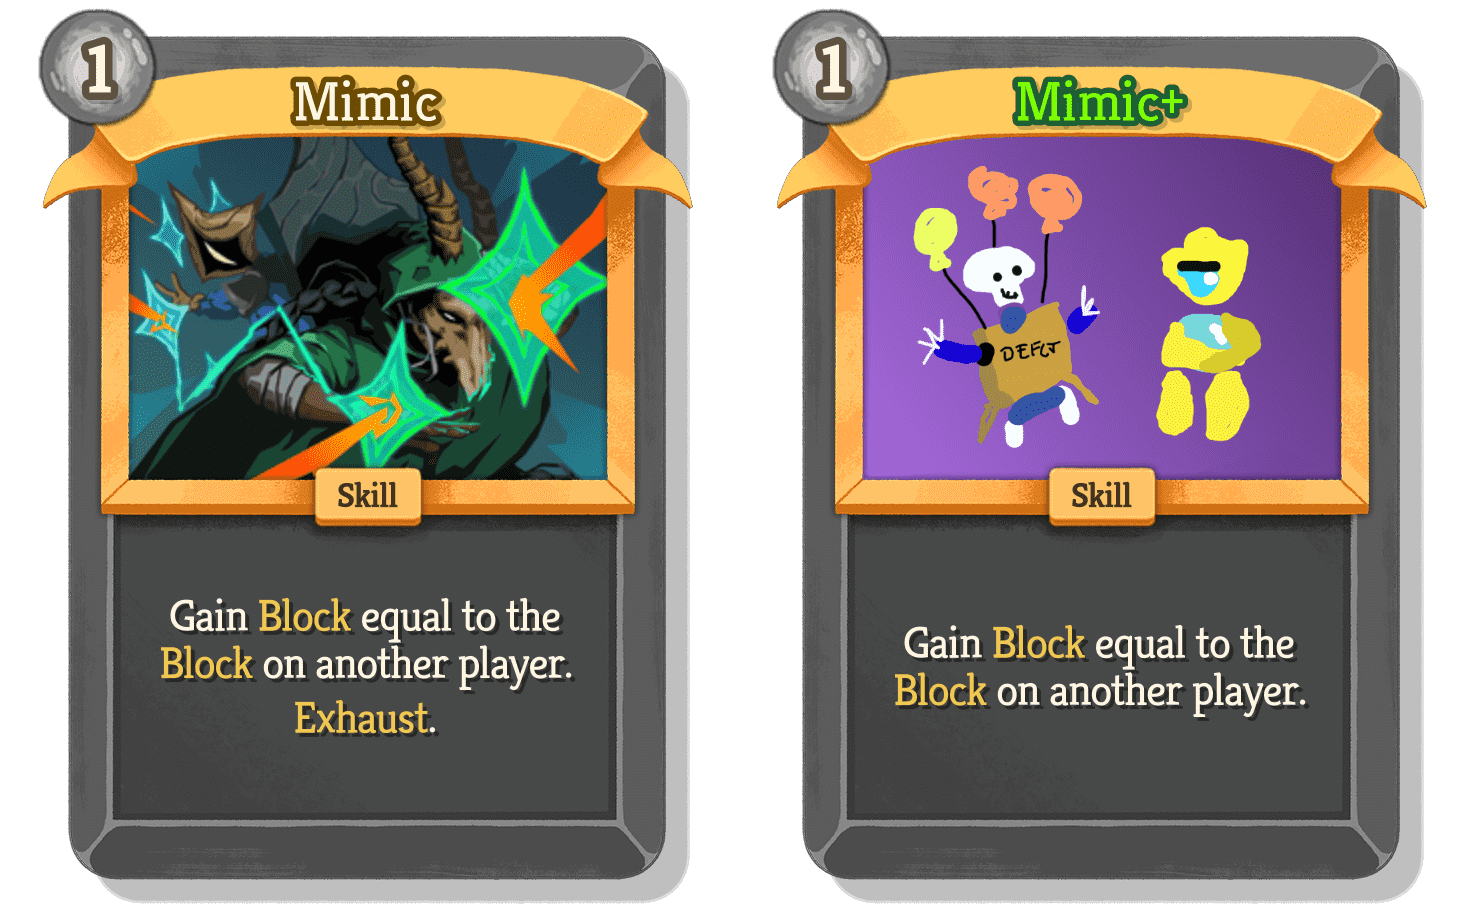 1
Mimic
Skill
Gain Block equal to the
Block on another player.
Exhaust.
1
Mimic+
DEFCT
Skill
Gain Block equal to the
Block on another player.